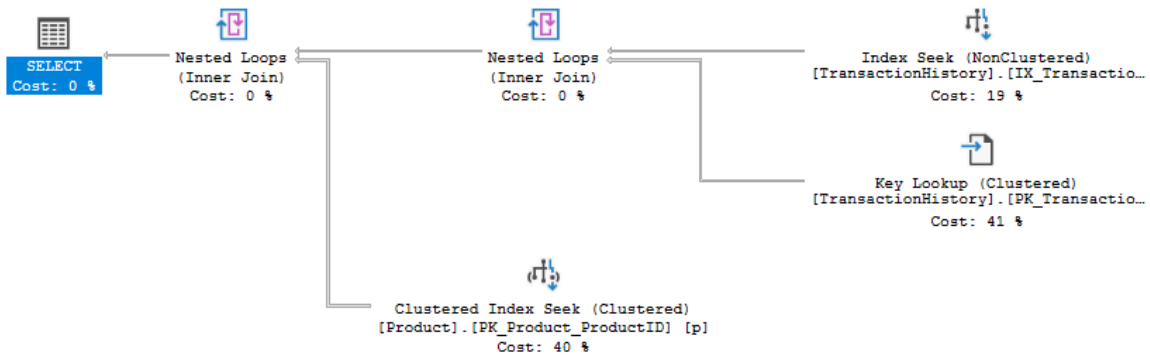 SELECT
Cost: 0 %
Nested Loops
(Inner Join)
Cost: 0 %
Nested Loops
(Inner Join)
Cost: 0 %
Index Seek (NonClustered)
[TransactionHistory].[IX_Transactio…
Cost: 19 %
Key Lookup (Clustered)
[TransactionHistory].[PK_Transactio…
Cost: 41 %
Clustered Index Seek (Clustered)
[Product].[PK_Product_ProductID] [p]
Cost: 40 %